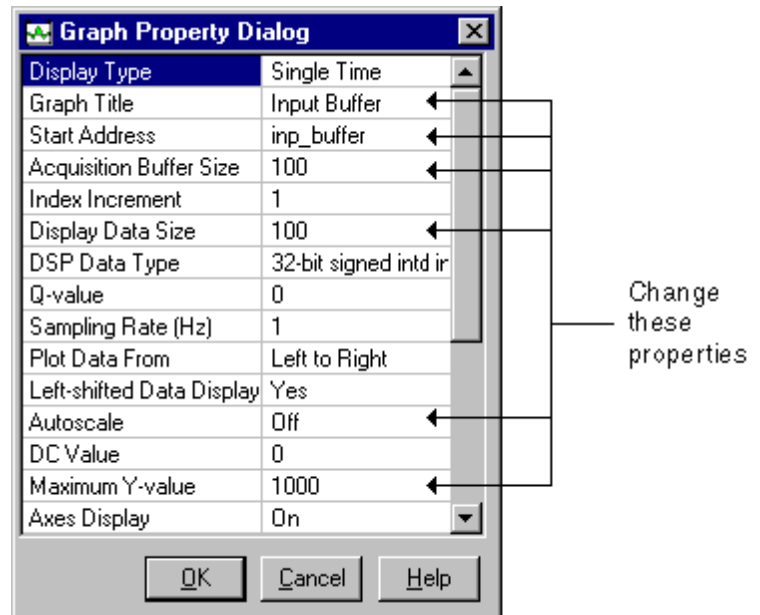 Graph Property Dialog
Display Type Single Time
Graph Title Input Buffer
Start Address inp_buffer
Acquisition Buffer Size 100
Index Increment 1
Display Data Size 100
DSP Data Type 32-bit signed intd ir
Q-value 0
Sampling Rate (Hz) 1
Plot Data From Left to Right
Left-shifted Data Display Yes
Autoscale Off
DC Value 0
Maximum Y-value 1000
Axes Display On
OK Cancel Help
Change
these
properties